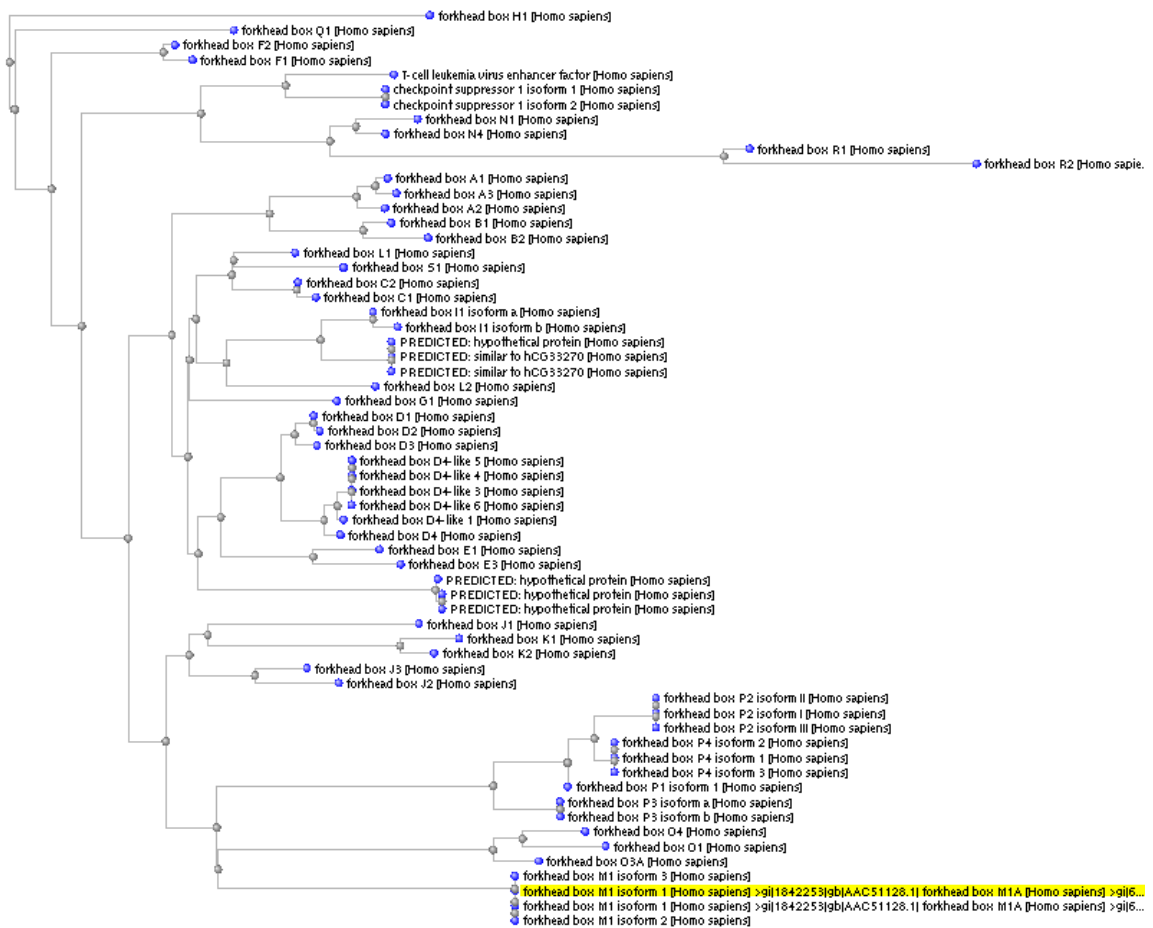 forkhead box H1 [Homo sapiens]
forkhead box Q1 [Homo sapiens]
forkhead box F2 [Homo sapiens]
forkhead box F1 [Homo sapiens]
T-cell leukemia virus enhancer factor [Homo sapiens]
checkpoint suppressor 1 isoform 1 [Homo sapiens]
checkpoint suppressor 1 isoform 2 [Homo sapiens]
forkhead box N1 [Homo sapiens]
forkhead box N4 [Homo sapiens]
forkhead box R1 [Homo sapiens]
forkhead box R2 [Homo sapie.
forkhead box A1 [Homo sapiens]
forkhead box A3 [Homo sapiens]
forkhead box A2 [Homo sapiens]
forkhead box B1 [Homo sapiens]
forkhead box B2 [Homo sapiens]
forkhead box L1 [Homo sapiens]
forkhead box S1 [Homo sapiens]
forkhead box C2 [Homo sapiens]
forkhead box C1 [Homo sapiens]
forkhead box I1 isoform a [Homo sapiens]
forkhead box I1 isoform b [Homo sapiens]
PREDICTED: hypothetical protein [Homo sapiens]
PREDICTED: similar to hCG33270 [Homo sapiens]
PREDICTED: similar to hCG33270 [Homo sapiens]
forkhead box L2 [Homo sapiens]
forkhead box G1 [Homo sapiens]
forkhead box D1 [Homo sapiens]
forkhead box D2 [Homo sapiens]
forkhead box D3 [Homo sapiens]
forkhead box D4-like 5 [Homo sapiens]
forkhead box D4-like 4 [Homo sapiens]
forkhead box D4-like 3 [Homo sapiens]
forkhead box D4-like 6 [Homo sapiens]
forkhead box D4-like 1 [Homo sapiens]
forkhead box D4 [Homo sapiens]
forkhead box E1 [Homo sapiens]
forkhead box E3 [Homo sapiens]
PREDICTED: hypothetical protein [Homo sapiens]
PREDICTED: hypothetical protein [Homo sapiens]
PREDICTED: hypothetical protein [Homo sapiens]
forkhead box J1 [Homo sapiens]
forkhead box K1 [Homo sapiens]
forkhead box K2 [Homo sapiens]
forkhead box J3 [Homo sapiens]
forkhead box J2 [Homo sapiens]
forkhead box P2 isoform II [Homo sapiens]
forkhead box P2 isoform I [Homo sapiens]
forkhead box P2 isoform III [Homo sapiens]
forkhead box P4 isoform 2 [Homo sapiens]
forkhead box P4 isoform 1 [Homo sapiens]
forkhead box P4 isoform 3 [Homo sapiens]
forkhead box P1 isoform 1 [Homo sapiens]
forkhead box P3 isoform a [Homo sapiens]
forkhead box P3 isoform b [Homo sapiens]
forkhead box O4 [Homo sapiens]
forkhead box O1 [Homo sapiens]
forkhead box O3A [Homo sapiens]
forkhead box M1 isoform 3 [Homo sapiens]
forkhead box M1 isoform 1 [Homo sapiens] >gi|1842253|gb|AAC51128.1| forkhead box M1A [Homo sapiens] >gi|6...
forkhead box M1 isoform 1 [Homo sapiens] >gi|1842253|gb|AAC51128.1| forkhead box M1A [Homo sapiens] >gi|6...
forkhead box M1 isoform 2 [Homo sapiens]